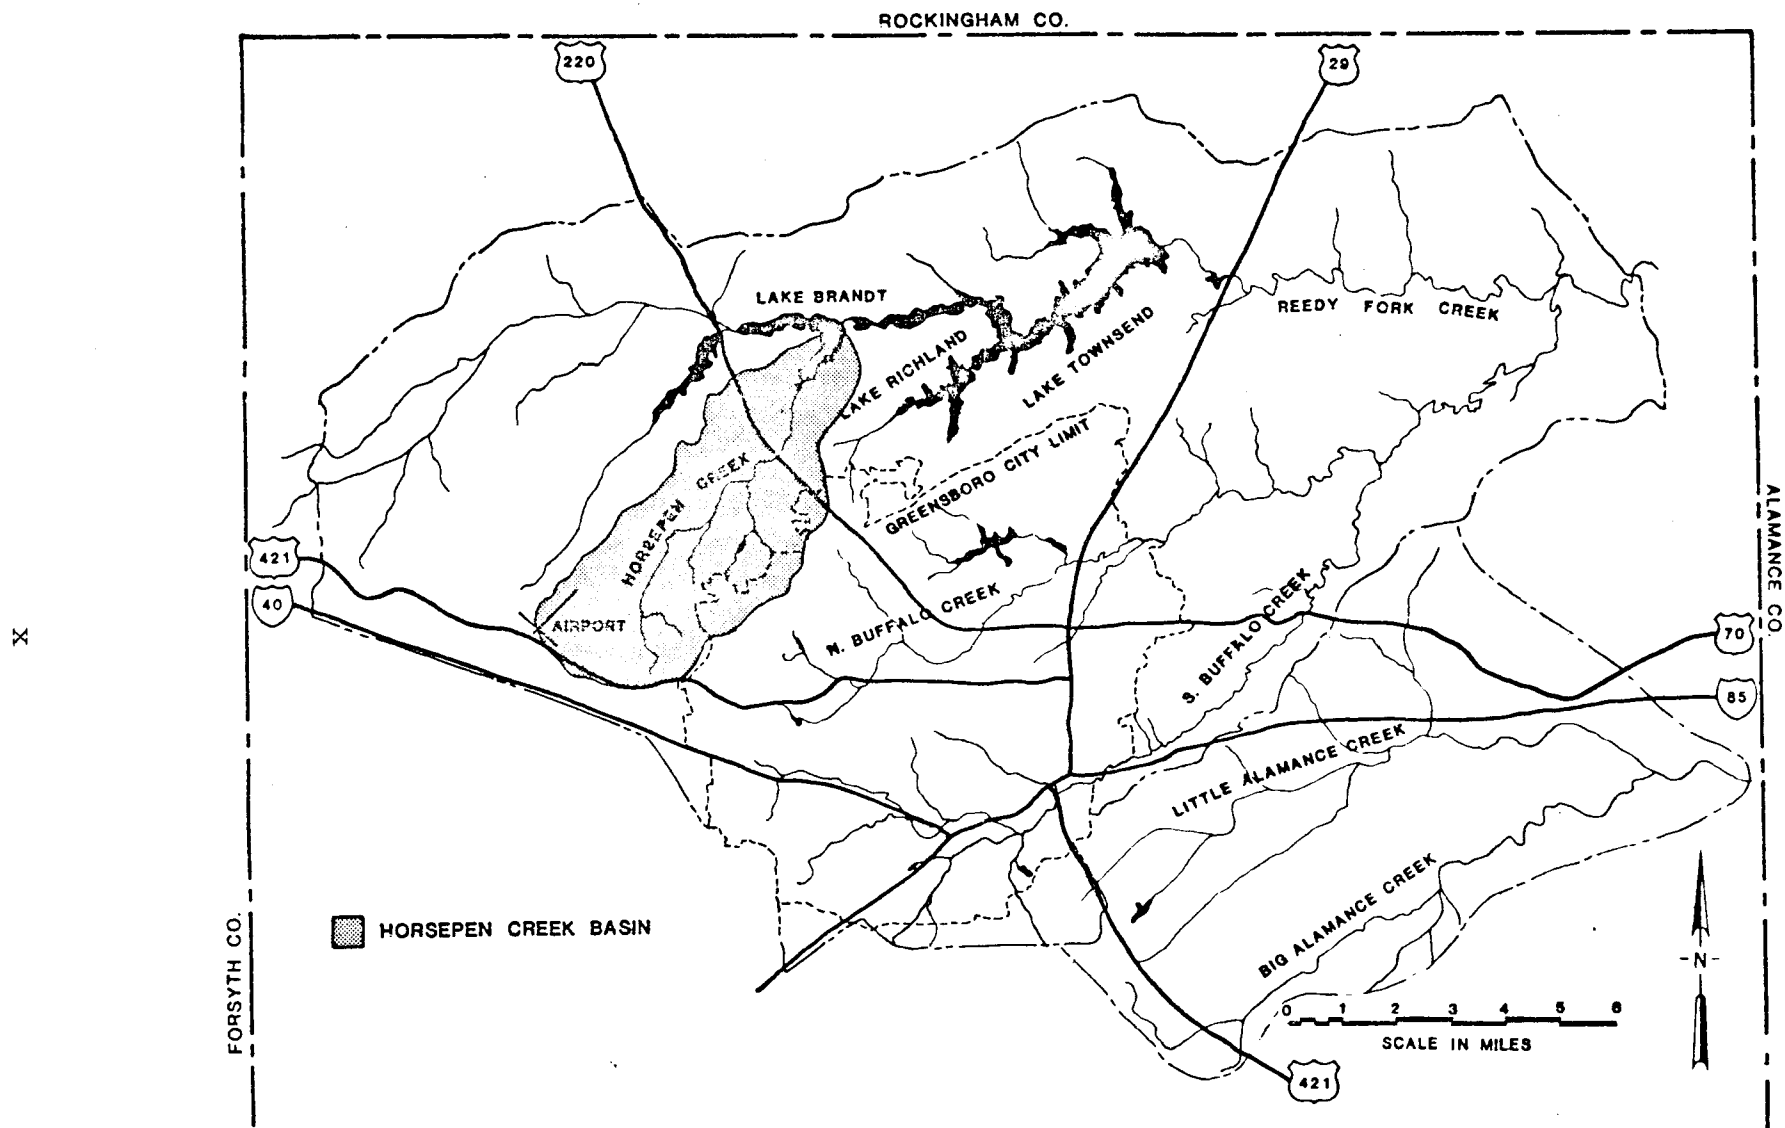 ROCKINGHAM CO.
220
29
LAKE BRANDT
REEDY FORK CREEK
LAKE RICHLAND
LAKE TOWNSEND
GREENSBORO CITY LIMIT
HORSEPEN CREEK
ALAMANCE CO.
421
40
AIRPORT
N. BUFFALO CREEK
S. BUFFALO CREEK
X
70
85
LITTLE ALAMANCE CREEK
BIG ALAMANCE CREEK
HORSEPEN CREEK BASIN
FORSYTH CO.
-N-
0 1 2 3 4 5 6
SCALE IN MILES
421